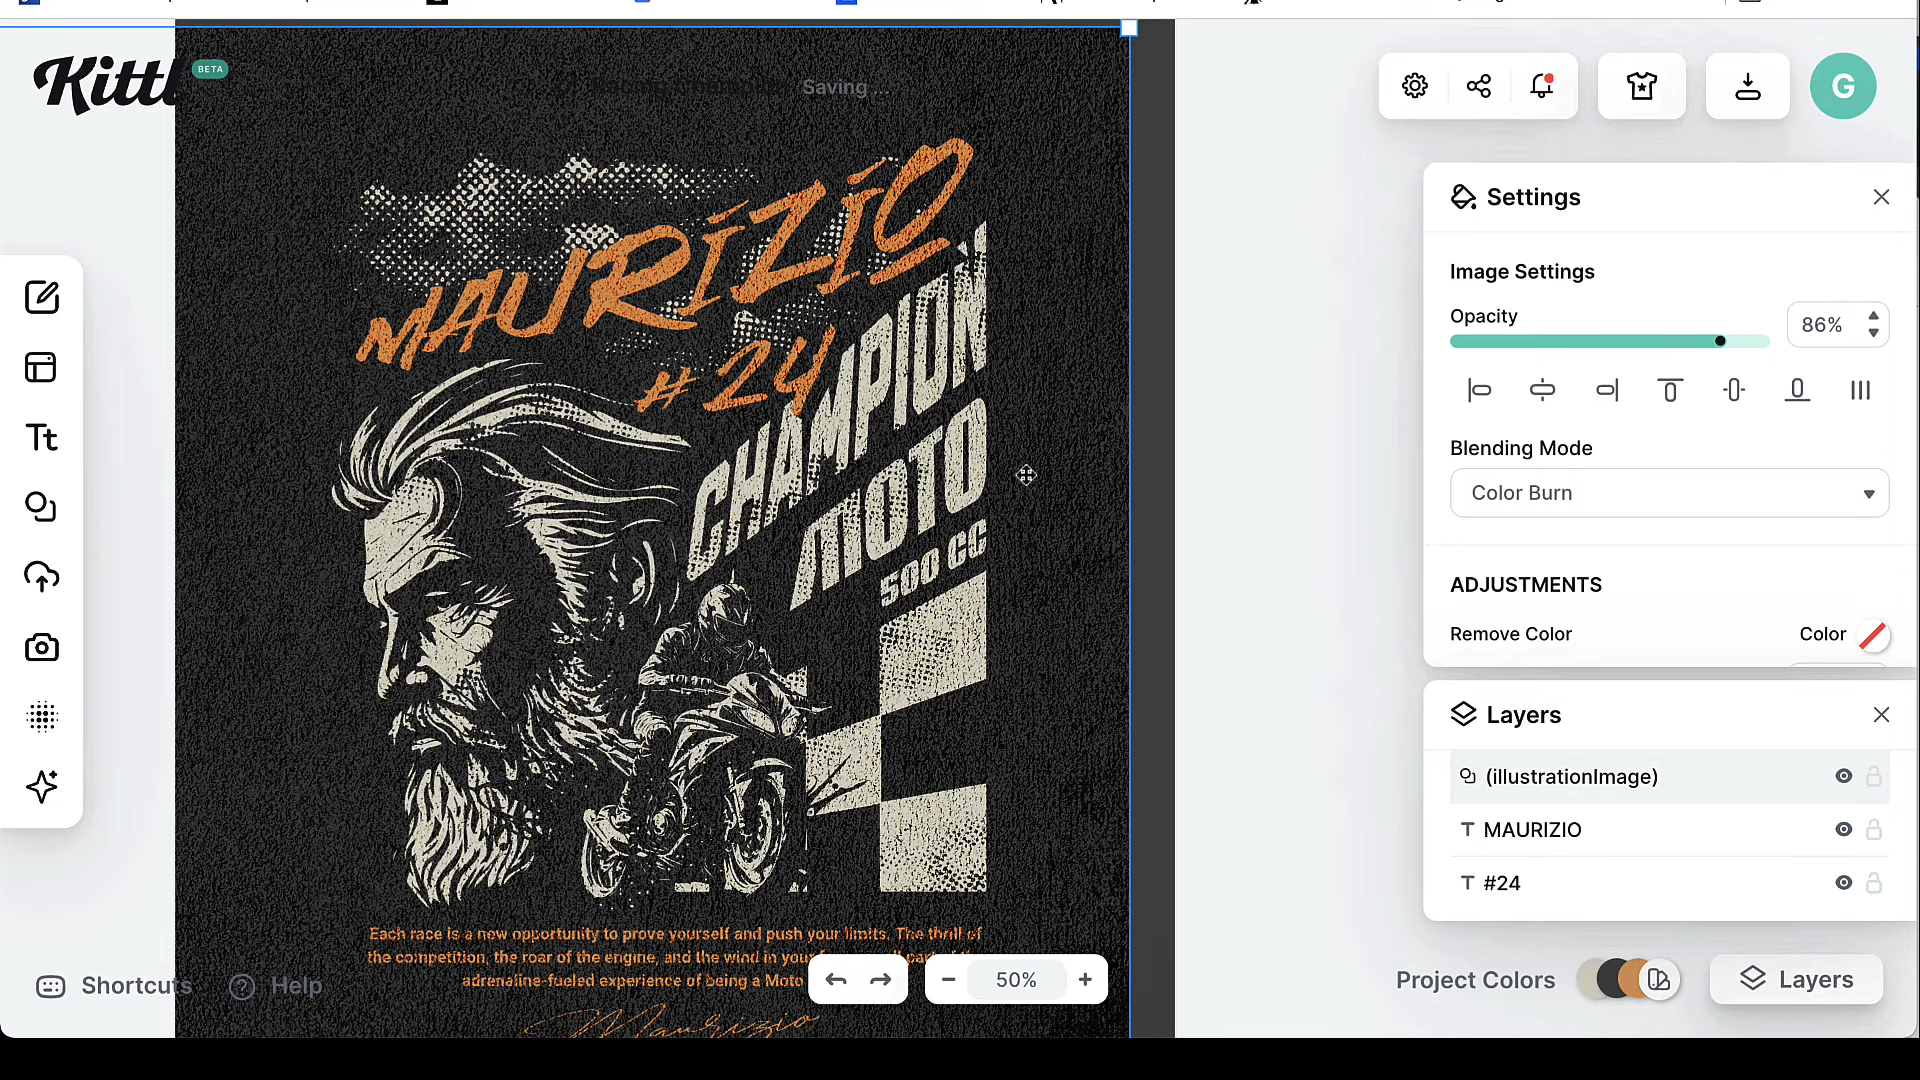 Kittl
BETA
Saving ...
G
MAURIZIO
#24
CHAMPION
MOTO
500 CC
Each race is a new opportunity to prove yourself and push your limits. The thrill of
the competition, the roar of the engine, and the wind in your
adrenaline-fueled experience of being a Moto
Maurizio
Shortcuts
Help
50%
Settings
Image Settings
Opacity
86%
Blending Mode
Color Burn
ADJUSTMENTS
Remove Color
Color
Layers
(illustrationImage)
T MAURIZIO
T #24
Project Colors
Layers
Tt